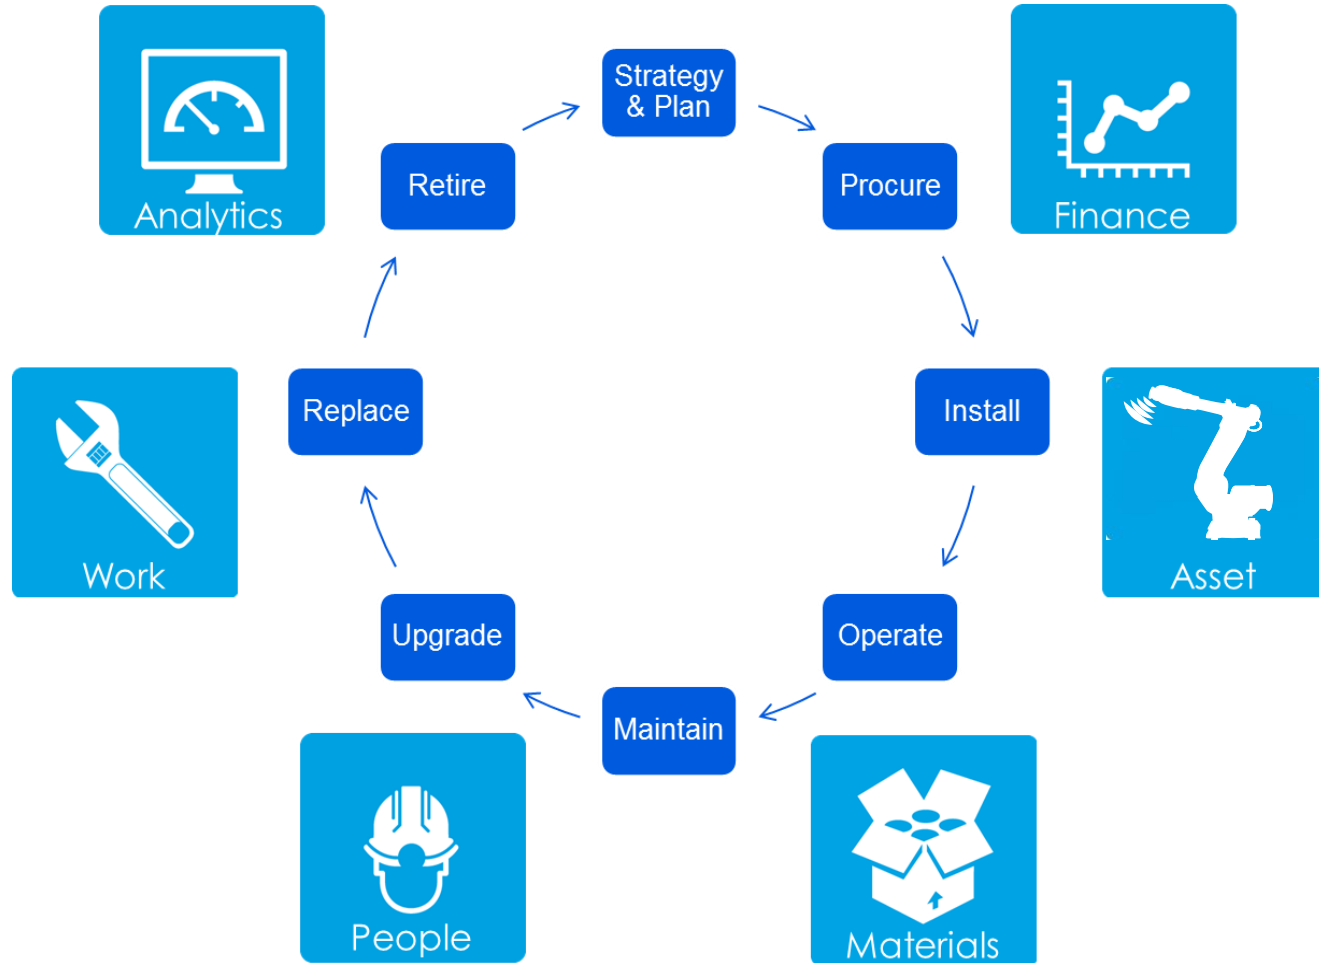 Strategy
& Plan
Procure
Install
Operate
Maintain
Upgrade
Replace
Retire
Analytics
Finance
Asset
Materials
People
Work